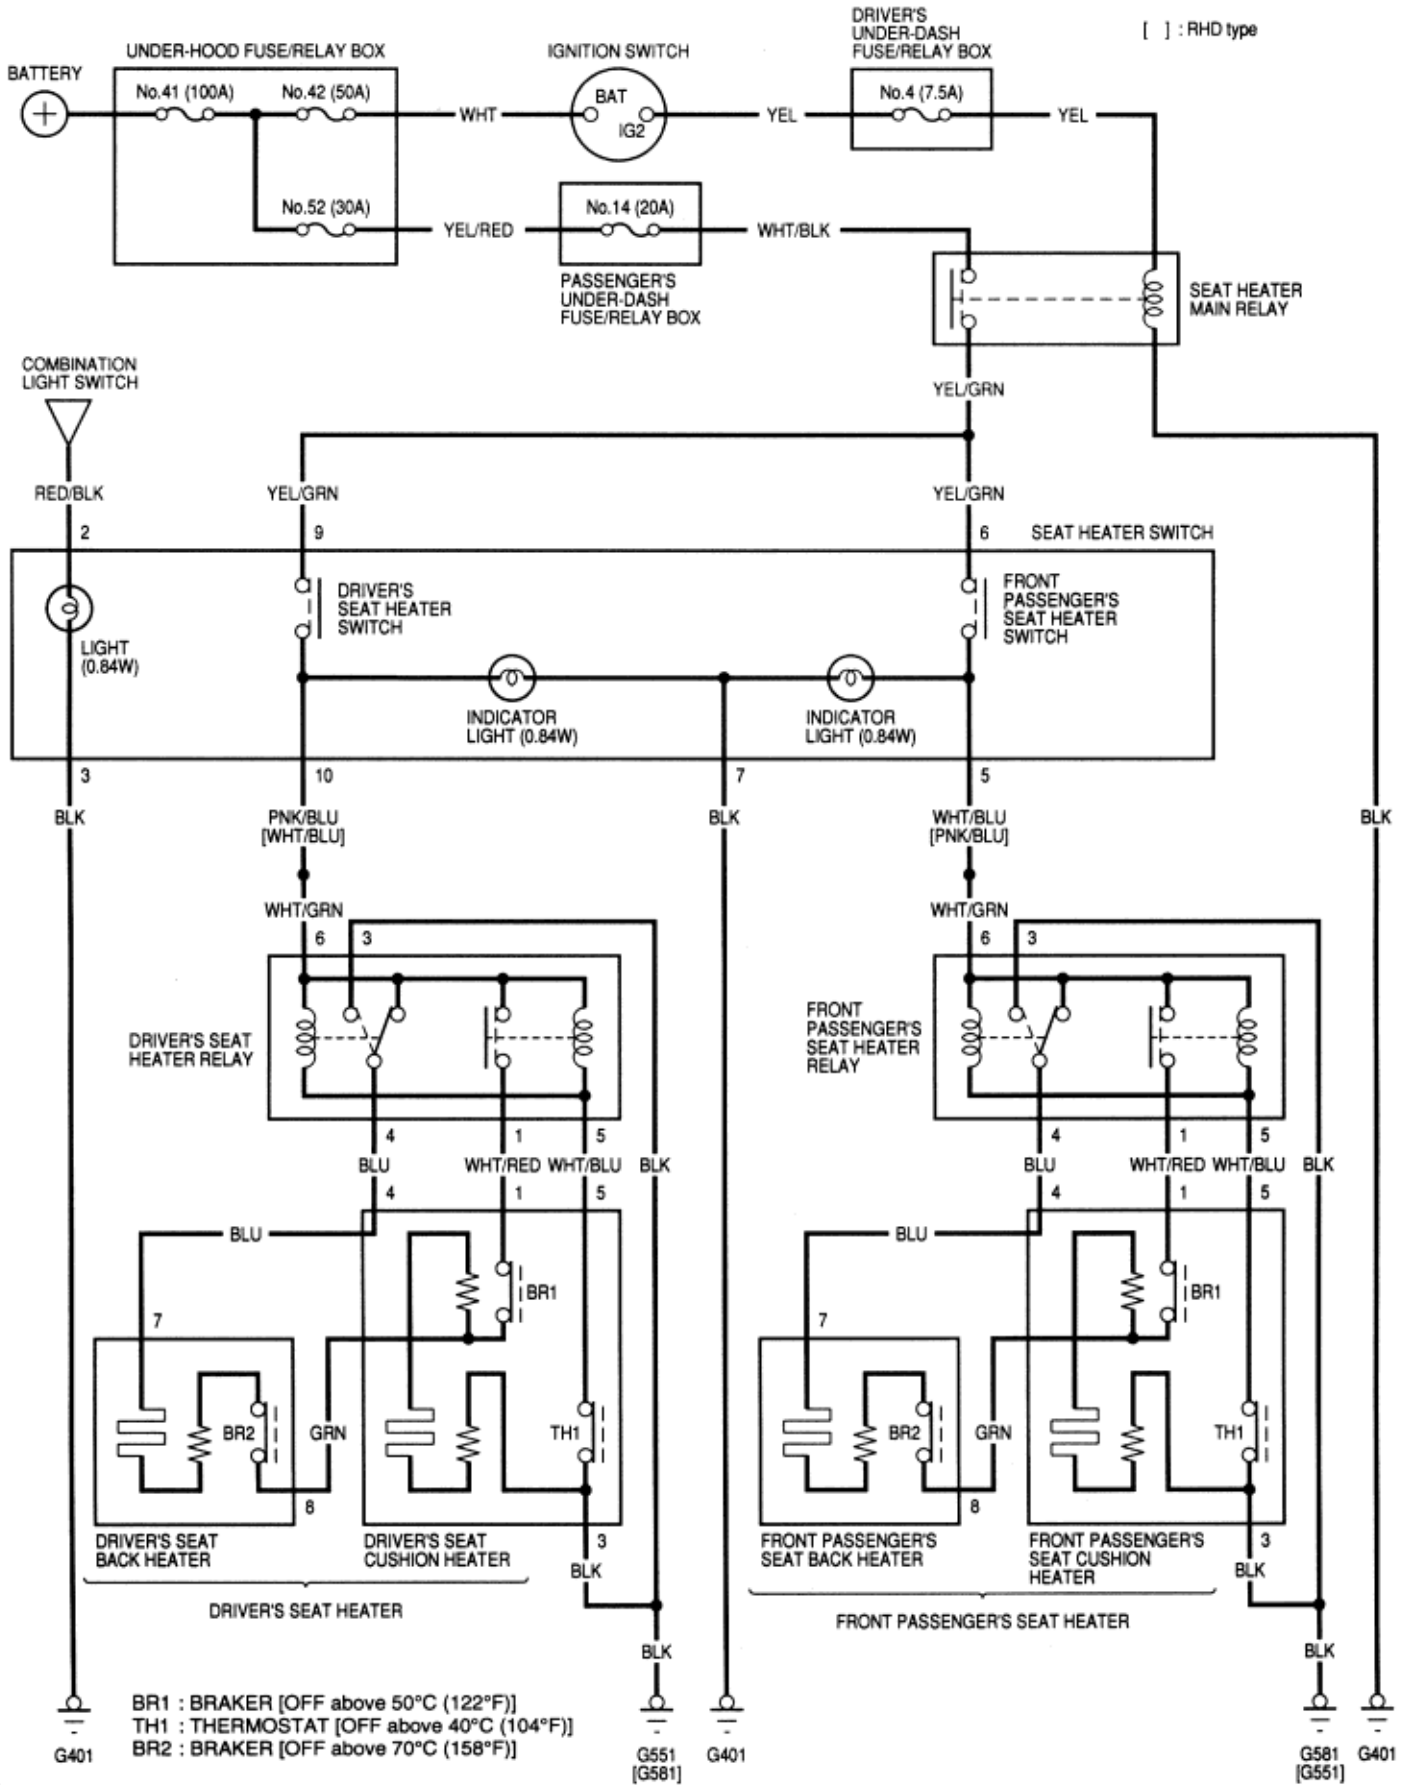 [ ] : RHD type
DRIVER'S
UNDER-DASH
FUSE/RELAY BOX
UNDER-HOOD FUSE/RELAY BOX
IGNITION SWITCH
BATTERY
No.41 (100A)
No.42 (50A)
WHT
BAT
IG2
YEL
No.4 (7.5A)
YEL
No.52 (30A)
YEL/RED
No.14 (20A)
WHT/BLK
PASSENGER'S
UNDER-DASH
FUSE/RELAY BOX
SEAT HEATER
MAIN RELAY
COMBINATION
LIGHT SWITCH
YEL/GRN
RED/BLK
YEL/GRN
YEL/GRN
2
9
6
SEAT HEATER SWITCH
LIGHT
(0.84W)
DRIVER'S
SEAT HEATER
SWITCH
FRONT
PASSENGER'S
SEAT HEATER
SWITCH
INDICATOR
LIGHT (0.84W)
INDICATOR
LIGHT (0.84W)
3
10
7
5
BLK
PNK/BLU
[WHT/BLU]
BLK
WHT/BLU
[PNK/BLU]
BLK
WHT/GRN
WHT/GRN
6
3
6
3
DRIVER'S SEAT
HEATER RELAY
FRONT
PASSENGER'S
SEAT HEATER
RELAY
4
1
5
4
1
5
BLU
WHT/RED
WHT/BLU
BLK
BLU
WHT/RED
WHT/BLU
BLK
4
1
5
4
1
5
BLU
BLU
BR1
BR1
7
7
BR2
GRN
TH1
BR2
GRN
TH1
8
8
DRIVER'S SEAT
BACK HEATER
DRIVER'S SEAT
CUSHION HEATER
3
BLK
FRONT PASSENGER'S
SEAT BACK HEATER
FRONT PASSENGER'S
SEAT CUSHION
HEATER
3
BLK
DRIVER'S SEAT HEATER
FRONT PASSENGER'S SEAT HEATER
BLK
BLK
BR1 : BRAKER [OFF above 50°C (122°F)]
TH1 : THERMOSTAT [OFF above 40°C (104°F)]
BR2 : BRAKER [OFF above 70°C (158°F)]
G401
G551
[G581]
G401
G581
[G551]
G401